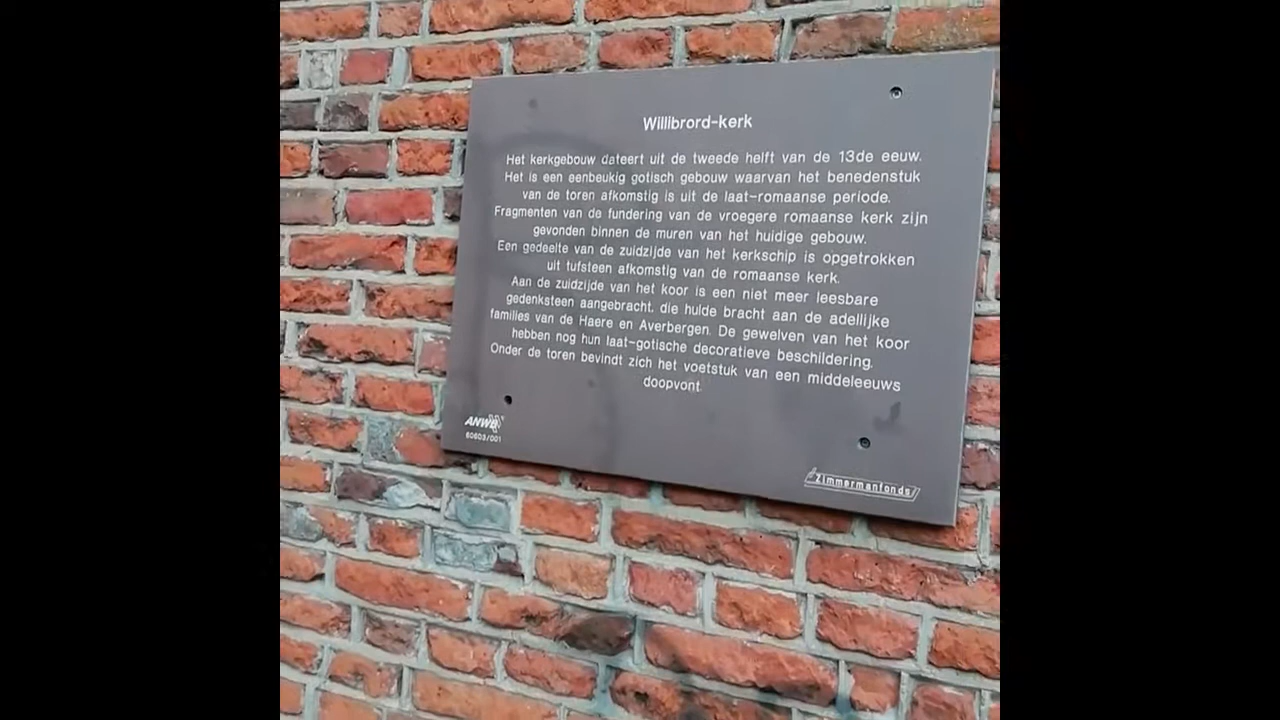 Willibrord-kerk
Het kerkgebouw dateert uit de tweede helft van de 13de eeuw.
Het is een eenbeukig gotisch gebouw waarvan het benedenstuk
van de toren afkomstig is uit de laat-romaanse periode.
Fragmenten van de fundering van de vroegere romaanse kerk zijn
gevonden binnen de muren van het huidige gebouw.
Een gedeelte van de zuidzijde van het kerkschip is opgetrokken
uit tufsteen afkomstig van de romaanse kerk.
Aan de zuidzijde van het koor is een niet meer leesbare
gedenksteen aangebracht, die hulde bracht aan de adellijke
families van de Haere en Averbergen. De gewelven van het koor
hebben nog hun laat-gotische decoratieve beschildering.
Onder de toren bevindt zich het voetstuk van een middeleeuws
doopvont.
ANWB
60603/001
Zimmermanfonds